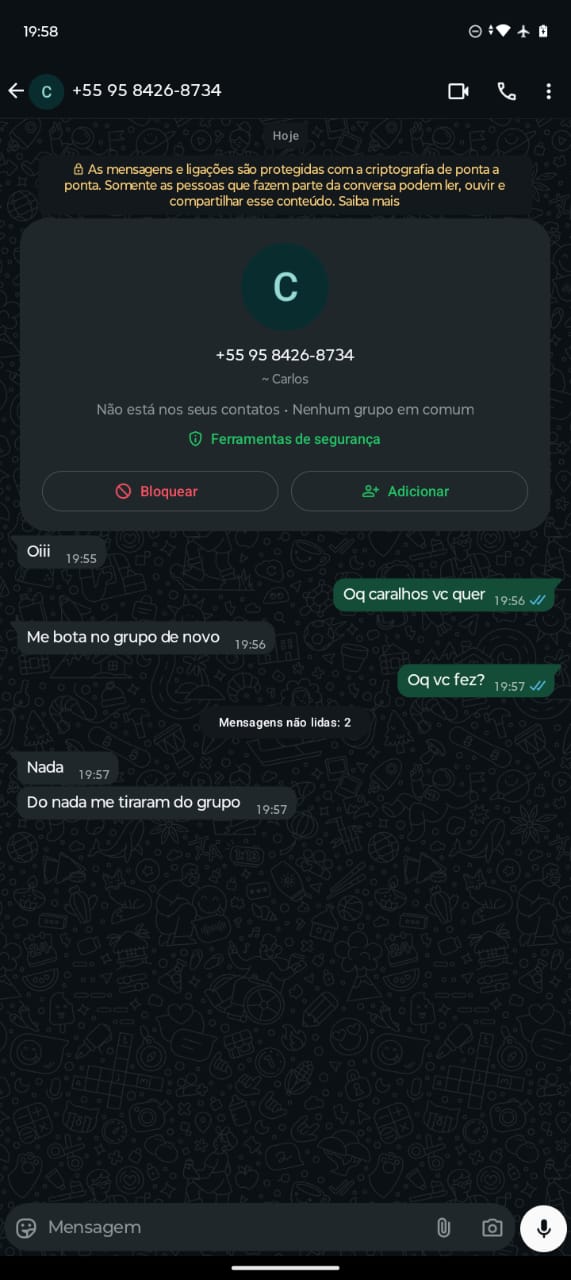 19:58
C
+55 95 8426-8734
Hoje
As mensagens e ligações são protegidas com a criptografia de ponta a
ponta. Somente as pessoas que fazem parte da conversa podem ler, ouvir e
compartilhar esse conteúdo. Saiba mais
C
+55 95 8426-8734
~ Carlos
Não está nos seus contatos · Nenhum grupo em comum
Ferramentas de segurança
Bloquear
Adicionar
Oiii 19:55
Oq caralhos vc quer 19:56
Me bota no grupo de novo 19:56
Oq vc fez? 19:57
Mensagens não lidas: 2
Nada 19:57
Do nada me tiraram do grupo 19:57
Mensagem